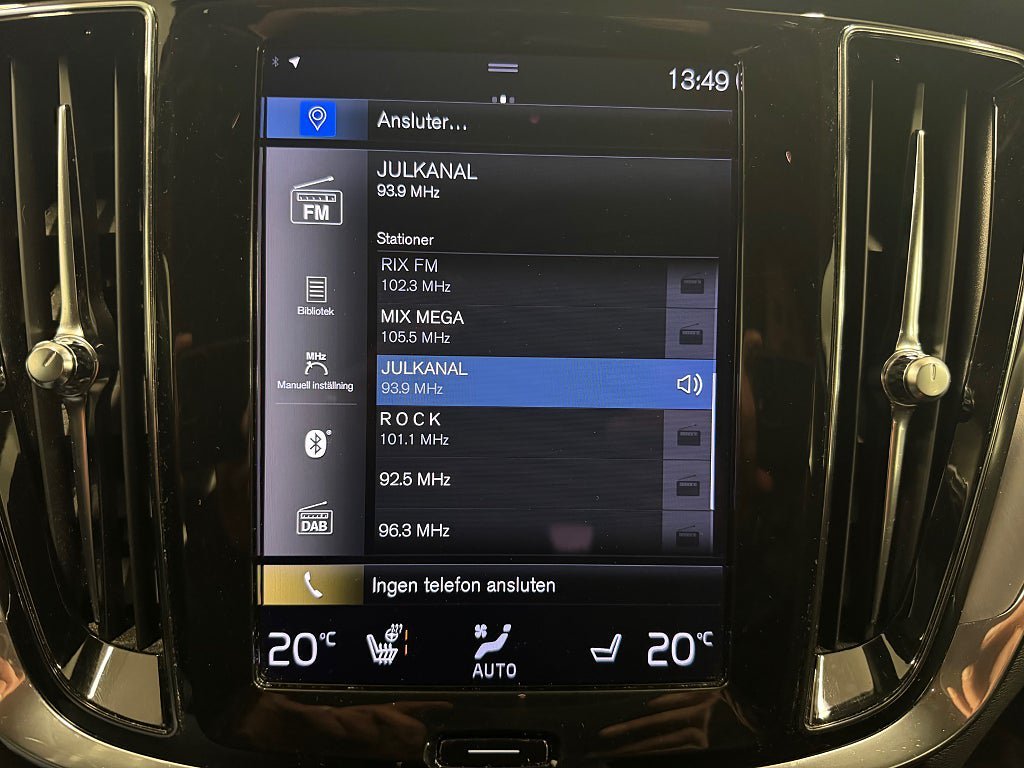 13:49
Ansluter...
JULKANAL
93.9 MHz
FM
Stationer
RIX FM
102.3 MHz
Bibliotek
MIX MEGA
105.5 MHz
MHz
Manuell inställning
JULKANAL
93.9 MHz
R O C K
101.1 MHz
92.5 MHz
DAB
96.3 MHz
Ingen telefon ansluten
20°C
AUTO
20°C